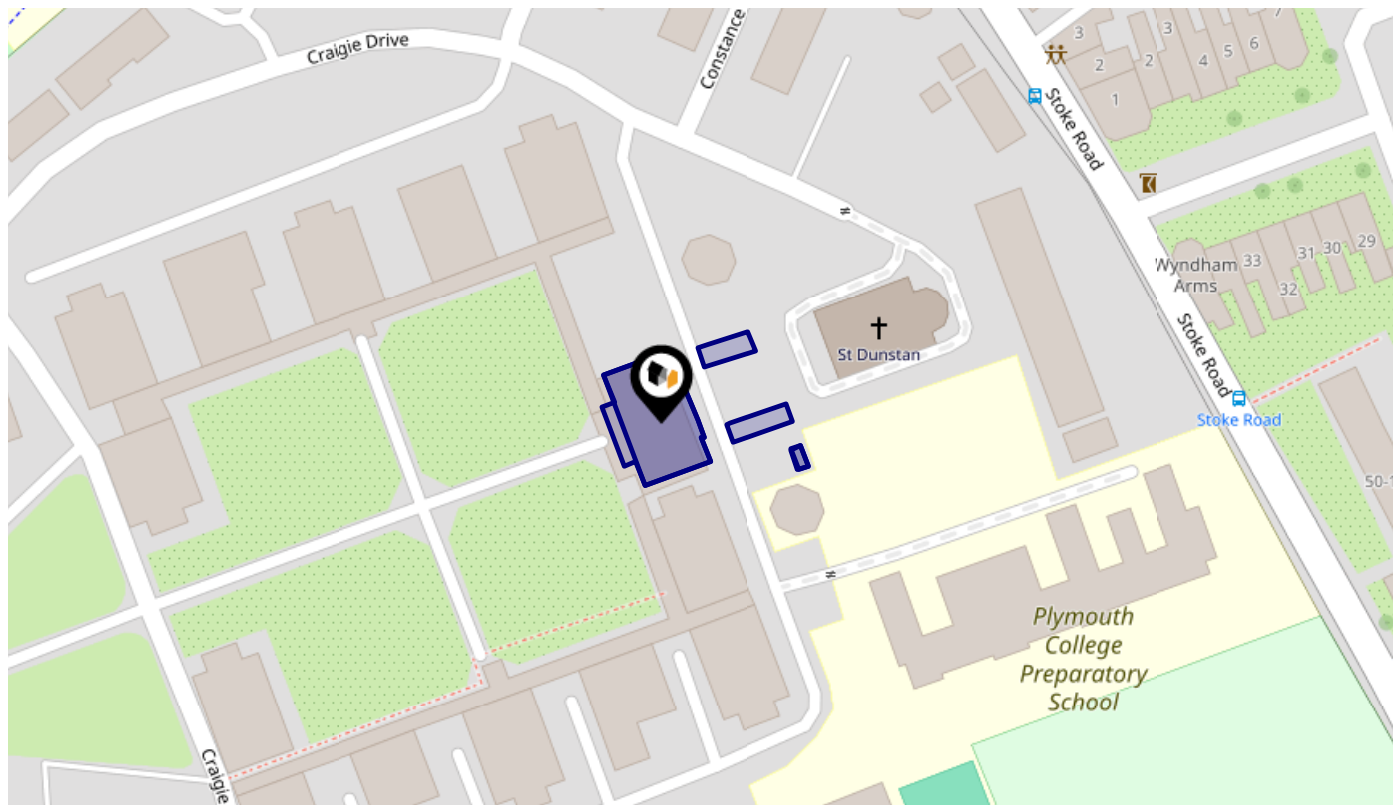 Craigie Drive
Constance
Stoke Road
3
2
1
2
3
4
5
6
7
Wyndham
Arms
33
32
31
30
29
Stoke Road
St Dunstan
Stoke Road
50-1
Plymouth
College
Preparatory
School
Craigie